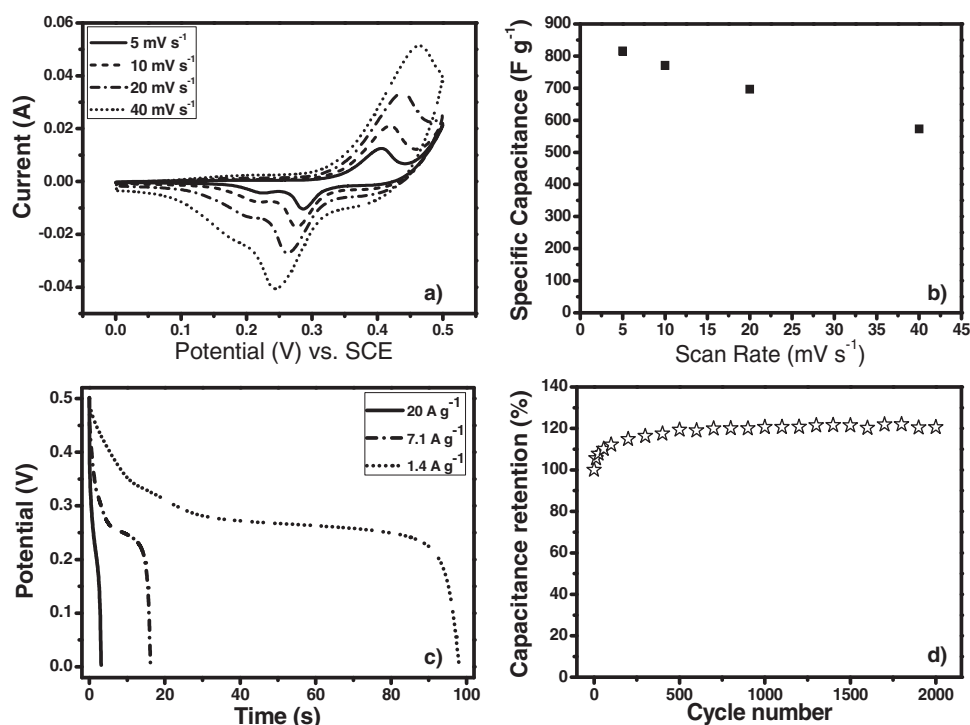 5 mV s⁻¹
10 mV s⁻¹
20 mV s⁻¹
40 mV s⁻¹
0.06
0.04
0.02
0.00
-0.02
-0.04
Current (A)
0.0 0.1 0.2 0.3 0.4 0.5
Potential (V) vs. SCE
a)
900
800
700
600
500
400
300
200
100
0
Specific Capacitance (F g⁻¹)
0 5 10 15 20 25 30 35 40 45
Scan Rate (mV s⁻¹)
b)
20 A g⁻¹
7.1 A g⁻¹
1.4 A g⁻¹
0.5
0.4
0.3
0.2
0.1
0.0
Potential (V)
0 20 40 60 80 100
Time (s)
c)
140
120
100
80
60
40
20
0
Capacitance retention (%)
0 500 1000 1500 2000
Cycle number
d)